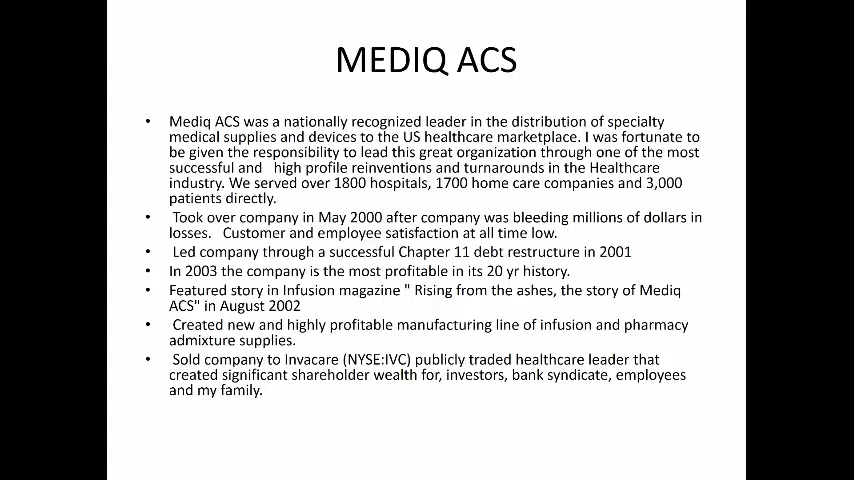 MEDIQ ACS
• Mediq ACS was a nationally recognized leader in the distribution of specialty
medical supplies and devices to the US healthcare marketplace. I was fortunate to
be given the responsibility to lead this great organization through one of the most
successful and   high profile reinventions and turnarounds in the Healthcare
industry. We served over 1800 hospitals, 1700 home care companies and 3,000
patients directly.
• Took over company in May 2000 after company was bleeding millions of dollars in
losses.   Customer and employee satisfaction at all time low.
• Led company through a successful Chapter 11 debt restructure in 2001
• In 2003 the company is the most profitable in its 20 yr history.
• Featured story in Infusion magazine " Rising from the ashes, the story of Mediq
ACS" in August 2002
• Created new and highly profitable manufacturing line of infusion and pharmacy
admixture supplies.
• Sold company to Invacare (NYSE:IVC) publicly traded healthcare leader that
created significant shareholder wealth for, investors, bank syndicate, employees
and my family.